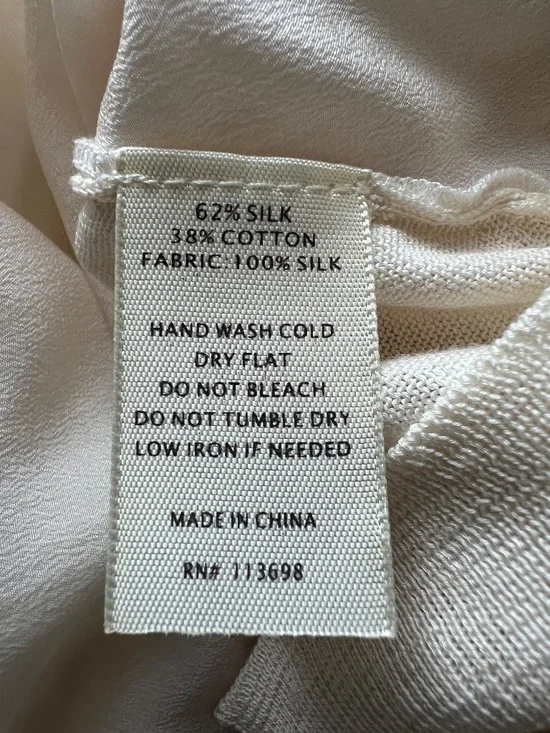 62% SILK
38% COTTON
FABRIC: 100% SILK
HAND WASH COLD
DRY FLAT
DO NOT BLEACH
DO NOT TUMBLE DRY
LOW IRON IF NEEDED
MADE IN CHINA
RN# 113698